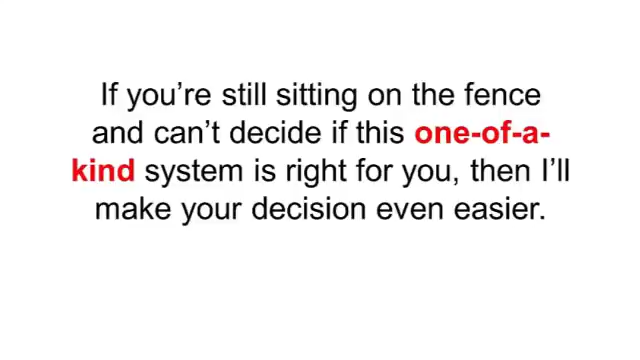 If you’re still sitting on the fence
and can’t decide if this one-of-a-
kind system is right for you, then I’ll
make your decision even easier.